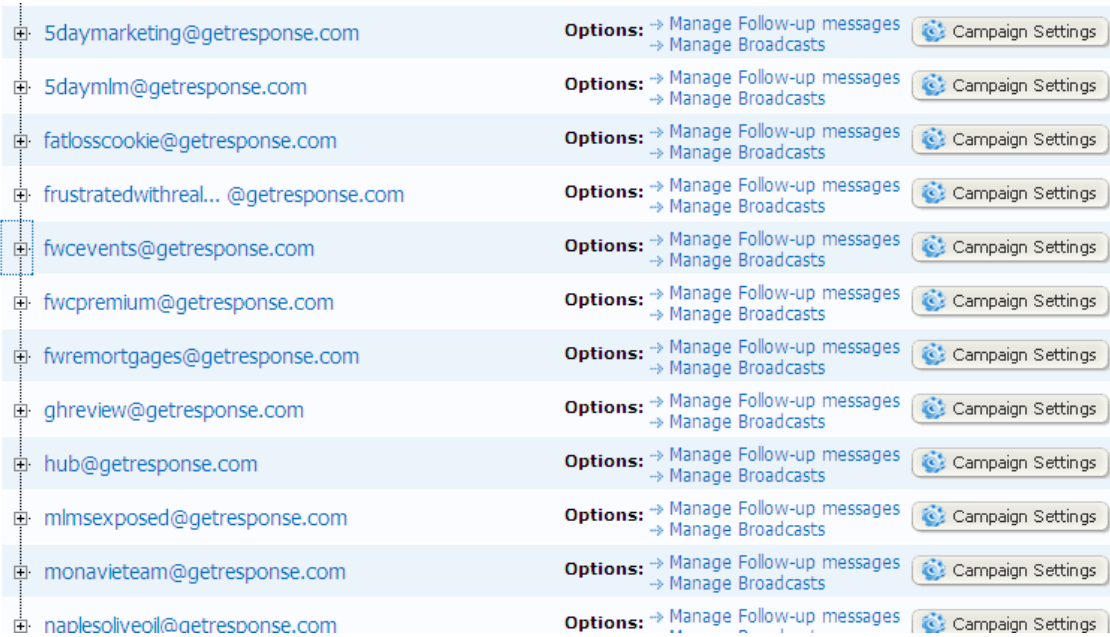 5daymarketing@getresponse.com Options: → Manage Follow-up messages Campaign Settings
→ Manage Broadcasts
5daymlm@getresponse.com Options: → Manage Follow-up messages Campaign Settings
→ Manage Broadcasts
fatlosscookie@getresponse.com Options: → Manage Follow-up messages Campaign Settings
→ Manage Broadcasts
frustratedwithreal... @getresponse.com Options: → Manage Follow-up messages Campaign Settings
→ Manage Broadcasts
fwcevents@getresponse.com Options: → Manage Follow-up messages Campaign Settings
→ Manage Broadcasts
fwcpremium@getresponse.com Options: → Manage Follow-up messages Campaign Settings
→ Manage Broadcasts
fwremortgages@getresponse.com Options: → Manage Follow-up messages Campaign Settings
→ Manage Broadcasts
ghreview@getresponse.com Options: → Manage Follow-up messages Campaign Settings
→ Manage Broadcasts
hub@getresponse.com Options: → Manage Follow-up messages Campaign Settings
→ Manage Broadcasts
mlmsexposed@getresponse.com Options: → Manage Follow-up messages Campaign Settings
→ Manage Broadcasts
monavieteam@getresponse.com Options: → Manage Follow-up messages Campaign Settings
→ Manage Broadcasts
naplesoliveoil@getresponse.com Options: → Manage Follow-up messages Campaign Settings